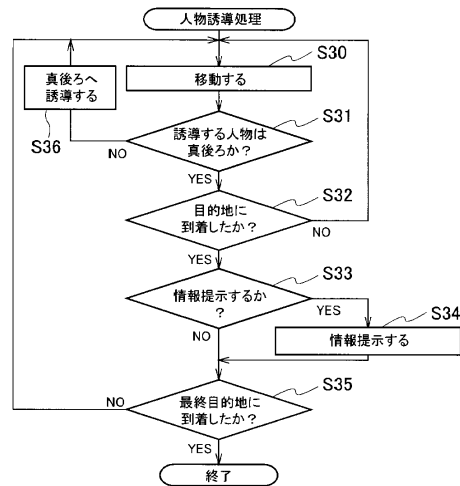 人物誘導処理
S30
移動する
真後ろへ
誘導する
S36
S31
誘導する人物は
真後ろか？
NO
YES
S32
目的地に
到着したか？
NO
YES
S33
情報提示するか
？
YES
S34
情報提示する
NO
S35
最終目的地に
到着したか？
NO
YES
終了